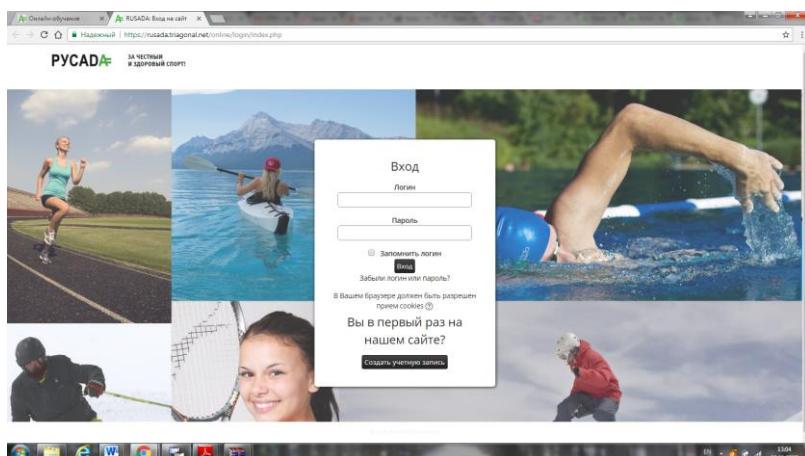 Онлайн-обучение
RUSADA: Вход на сайт
Надежный | https://rusada.triagonal.net/online/login/index.php
РУСАDА
ЗА ЧЕСТНЫЙ
И ЗДОРОВЫЙ СПОРТ!
Вход
Логин
Пароль
Запомнить логин
Вход
Забыли логин или пароль?
В Вашем браузере должен быть разрешен
прием cookies
Вы в первый раз на
нашем сайте?
Создать учетную запись
EN
13:04